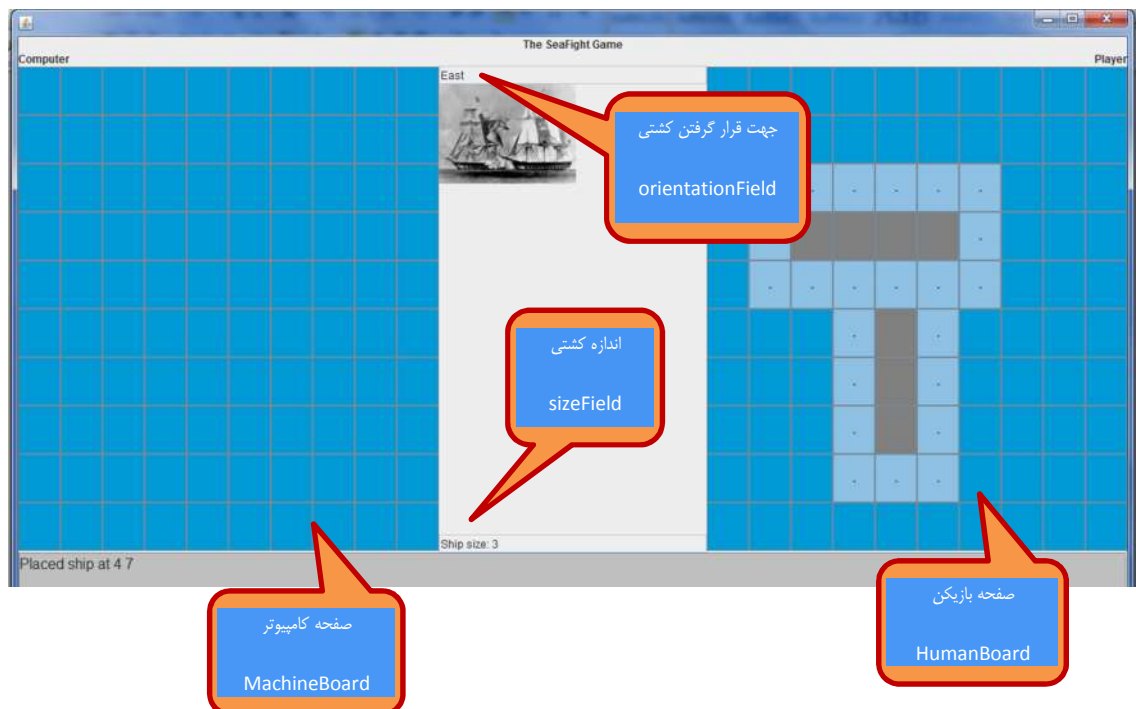 The SeaFight Game
Computer
Player
East
جهت قرار گرفتن کشتی
orientationField
اندازه کشتی
sizeField
Ship size: 3
Placed ship at 4 7
صفحه کامپیوتر
MachineBoard
صفحه بازیکن
HumanBoard